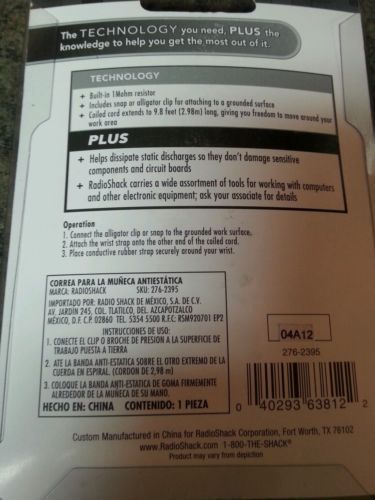 The TECHNOLOGY you need, PLUS the
knowledge to help you get the most out of it.
TECHNOLOGY
+ Built-in 1Mohm resistor
+ Includes snap or alligator clip for attaching to a grounded surface
+ Coiled cord extends to 9.8 feet (2.98m) long, giving you freedom to move around your
work area
PLUS
+ Helps dissipate static discharges so they don't damage sensitive
components and circuit boards
+ RadioShack carries a wide assortment of tools for working with computers
and other electronic equipment; ask your associate for details
Operation
1. Connect the alligator clip or snap to the grounded work surface.
2. Attach the wrist strap onto the other end of the coiled cord.
3. Place conductive rubber strap securely around your wrist.
CORREA PARA LA MUÑECA ANTIESTÁTICA
MARCA: RADIOSHACK SKU: 276-2395
IMPORTADO POR: RADIO SHACK DE MÉXICO, S.A. DE C.V.
AV. JARDÍN 245, COL. TLATILCO, DEL. AZCAPOTZALCO
MÉXICO, D.F. C.P. 02860 TEL. 5354 5500 R.F.C: RSM920701 EP2
INSTRUCCIONES DE USO:
1. CONECTE EL CLIP O BROCHE DE PRESION A LA SUPERFICIE DE
TRABAJO PUESTA A TIERRA
2. ATE LA BANDA ANTI-ESTATICA SOBRE EL OTRO EXTREMO DE LA
CUERDA EN ESPIRAL. (CORDON DE 2,98 m)
3. COLOQUE LA BANDA ANTI-ESTATICA DE GOMA FIRMEMENTE
ALREDEDOR DE LA MUÑECA DE SU MANO.
HECHO EN: CHINA CONTENIDO: 1 PIEZA
04A12
276-2395
0 40293 63812 2
Custom Manufactured in China for RadioShack Corporation, Fort Worth, TX 76102
www.RadioShack.com 1-800-THE-SHACK®
Product may vary from depiction